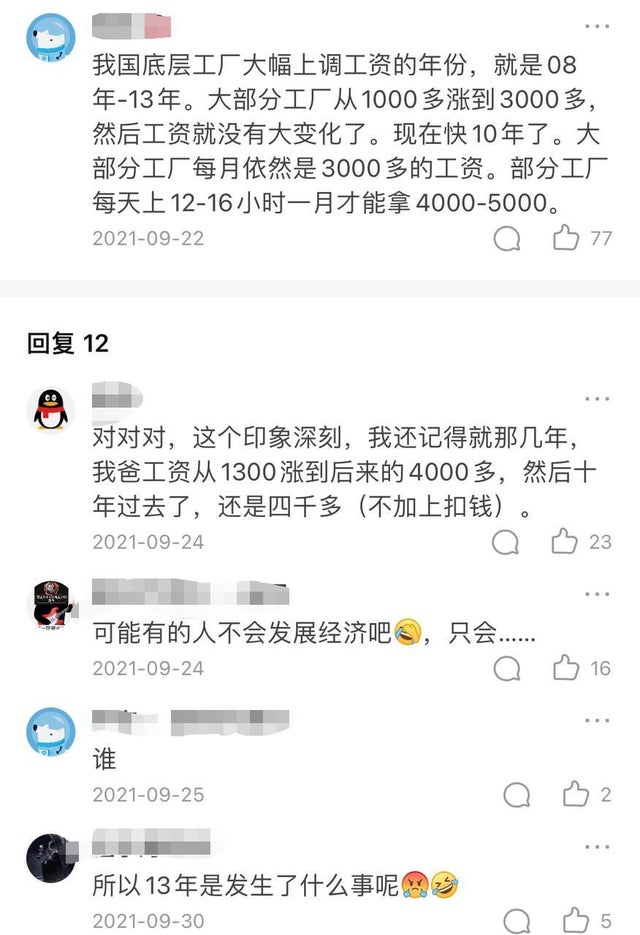 我国底层工厂大幅上调工资的年份，就是08
年-13年。大部分工厂从1000多涨到3000多，
然后工资就没有大变化了。现在快10年了。大
部分工厂每月依然是3000多的工资。部分工厂
每天上12-16小时一月才能拿4000-5000。
2021-09-22
77
回复 12
对对对，这个印象深刻，我还记得就那几年，
我爸工资从1300涨到后来的4000多，然后十
年过去了，还是四千多（不加上扣钱）。
2021-09-24
23
可能有的人不会发展经济吧🤣，只会……
2021-09-24
16
谁
2021-09-25
2
所以13年是发生了什么事呢😡🤣
2021-09-30
5